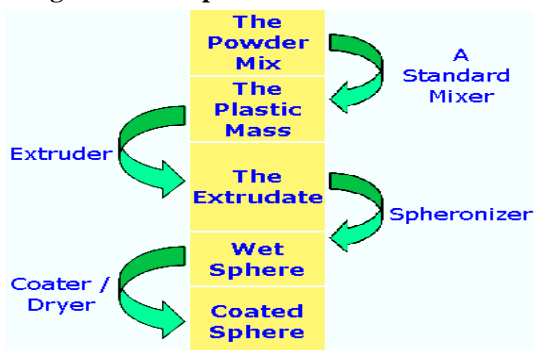 The
Powder
Mix
A
Standard
Mixer
The
Plastic
Mass
Extruder
The
Extrudate
Spheronizer
Wet
Sphere
Coater /
Dryer
Coated
Sphere